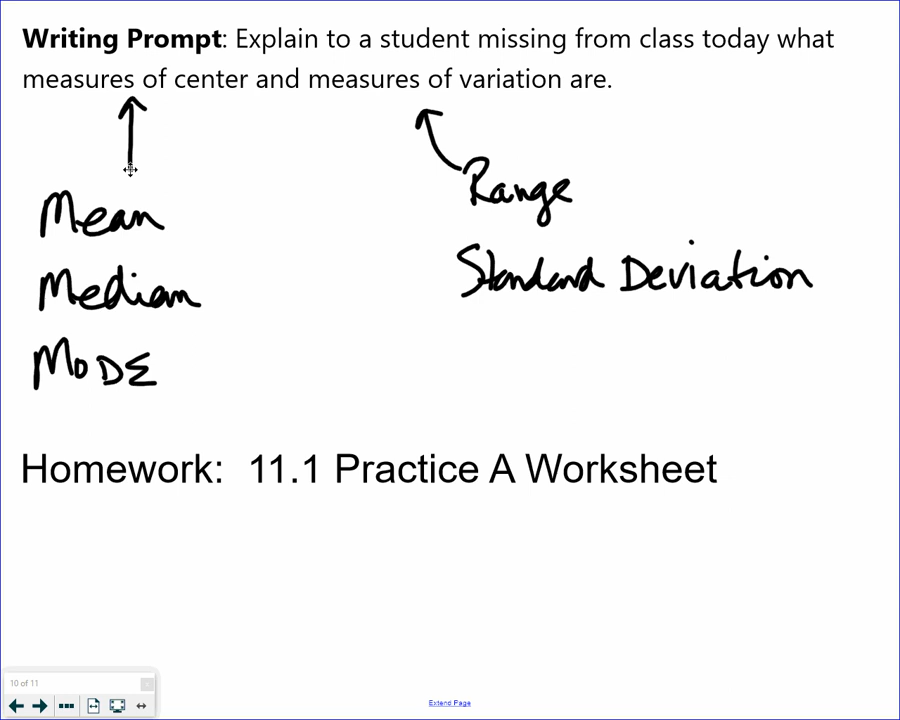 Writing Prompt: Explain to a student missing from class today what
measures of center and measures of variation are.
Mean
Median
MODE
Range
Standard Deviation
Homework: 11.1 Practice A Worksheet
10 of 11
Extend Page